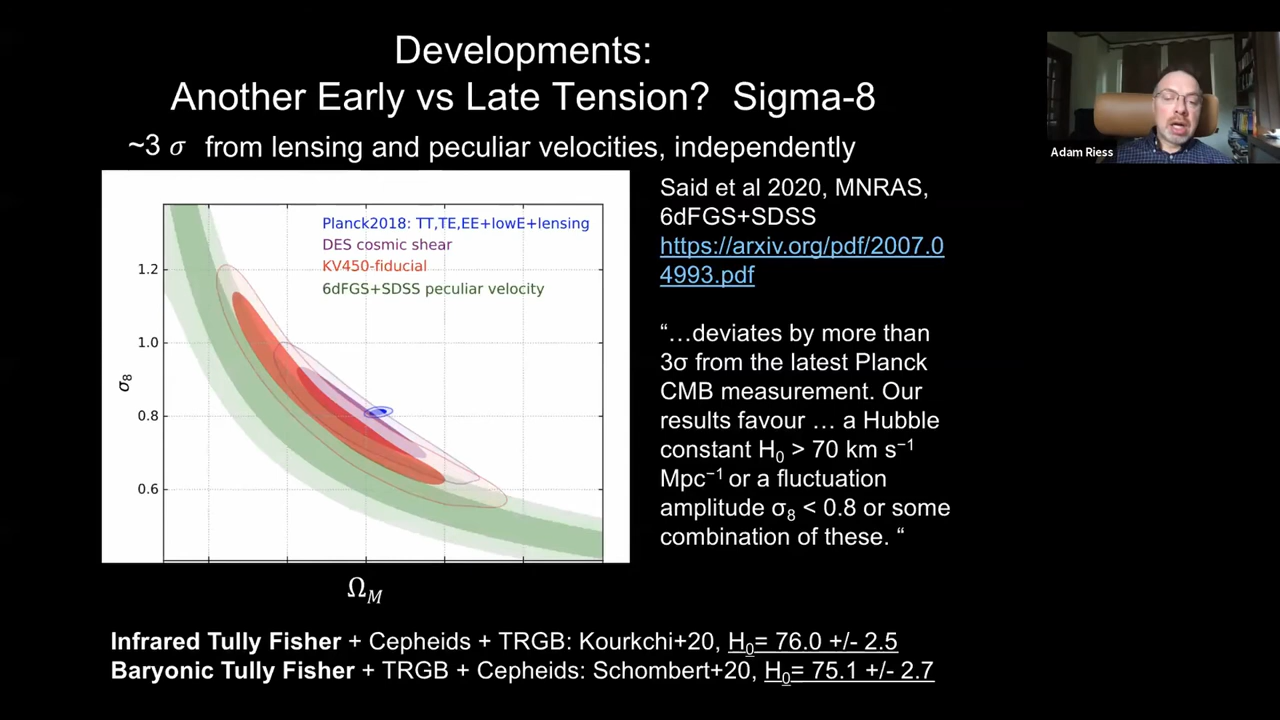 Developments:
Another Early vs Late Tension? Sigma-8
~3 σ from lensing and peculiar velocities, independently
Adam Riess
Planck2018: TT,TE,EE+lowE+lensing
DES cosmic shear
KV450-fiducial
6dFGS+SDSS peculiar velocity
1.2
1.0
0.8
0.6
σ₈
Ω_M
Said et al 2020, MNRAS,
6dFGS+SDSS
https://arxiv.org/pdf/2007.0
4993.pdf
“…deviates by more than
3σ from the latest Planck
CMB measurement. Our
results favour … a Hubble
constant H₀ > 70 km s⁻¹
Mpc⁻¹ or a fluctuation
amplitude σ₈ < 0.8 or some
combination of these. “
Infrared Tully Fisher + Cepheids + TRGB: Kourkchi+20, H₀= 76.0 +/- 2.5
Baryonic Tully Fisher + TRGB + Cepheids: Schombert+20, H₀= 75.1 +/- 2.7